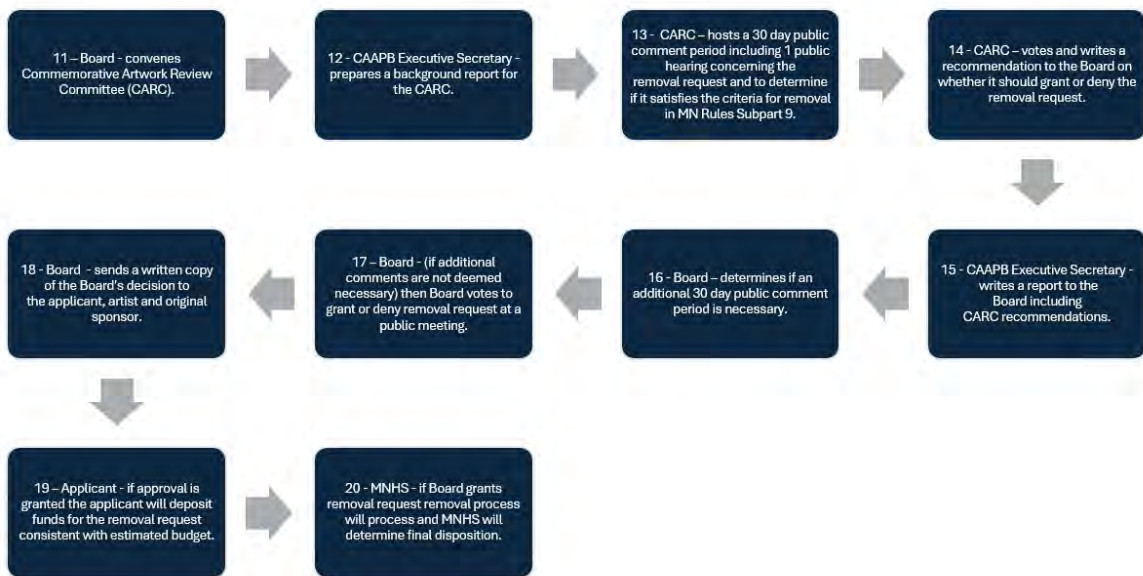 11 – Board - convenes
Commemorative Artwork Review
Committee (CARC).
12 - CAAPB Executive Secretary -
prepares a background report for
the CARC.
13 - CARC – hosts a 30 day public
comment period including 1 public
hearing concerning the
removal request and to determine
if it satisfies the criteria for removal
in MN Rules Subpart 9.
14 - CARC – votes and writes a
recommendation to the Board on
whether it should grant or deny the
removal request.
15 - CAAPB Executive Secretary -
writes a report to the
Board including
CARC recommendations.
16 - Board – determines if an
additional 30 day public comment
period is necessary.
17 – Board - (if additional
comments are not deemed
necessary) then Board votes to
grant or deny removal request at a
public meeting.
18 - Board - sends a written copy
of the Board's decision to
the applicant, artist and original
sponsor.
19 – Applicant - if approval is
granted the applicant will deposit
funds for the removal request
consistent with estimated budget.
20 - MNHS - if Board grants
removal request removal process
will process and MNHS will
determine final disposition.